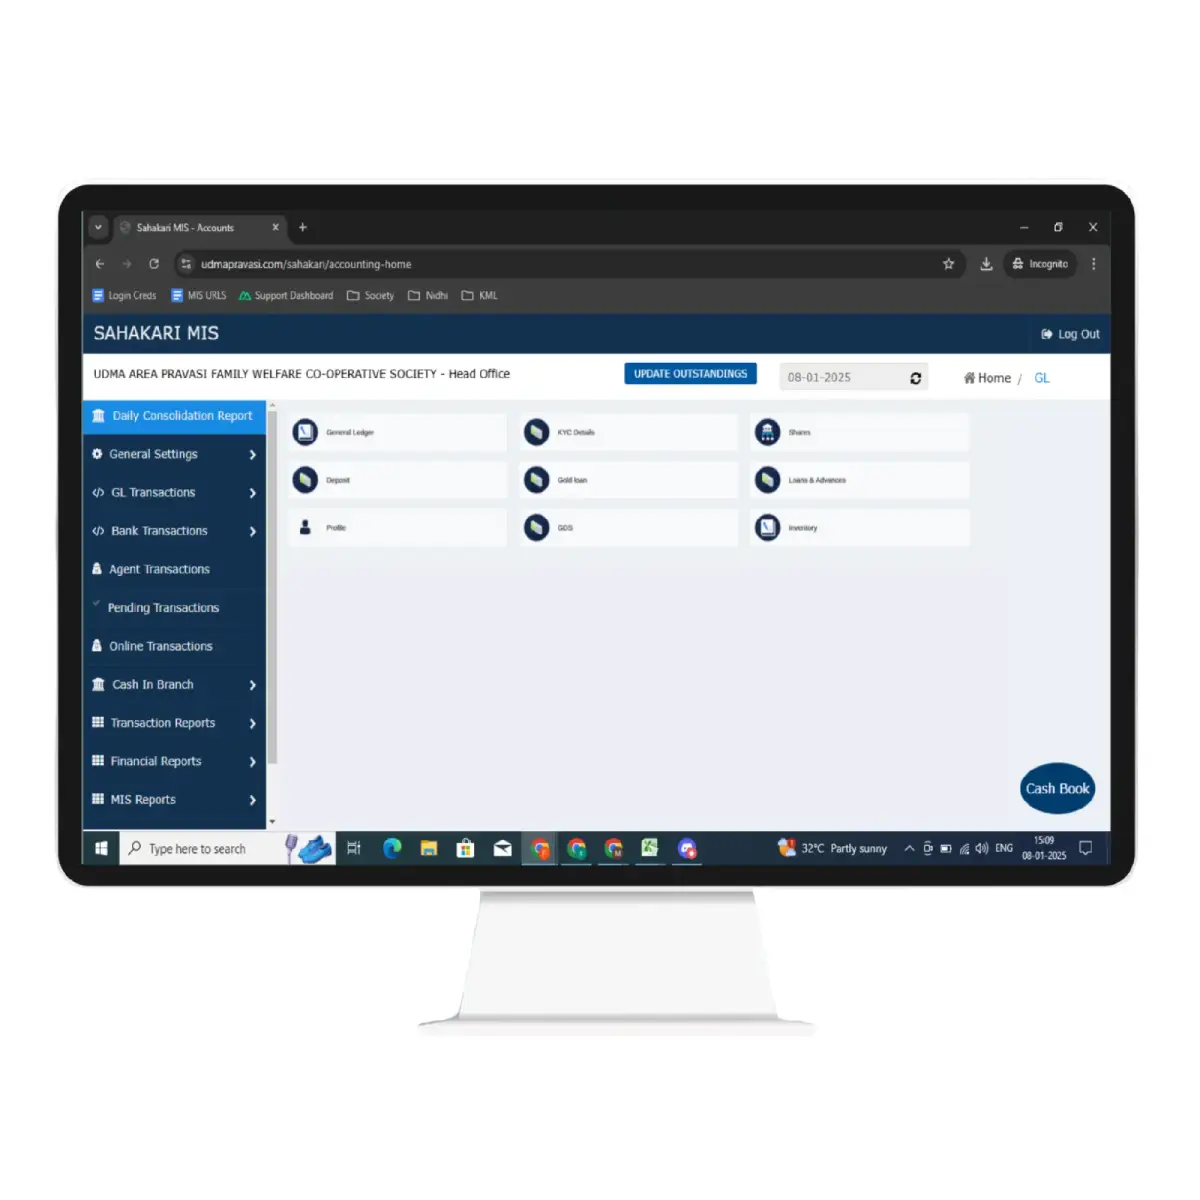 Sahakari MIS - Accounts
udmapravasi.com/sahakari/accounting-home
Incognito
Login Creds MIS URLS Support Dashboard Society Nidhi KML
SAHAKARI MIS
Log Out
UDMA AREA PRAVASI FAMILY WELFARE CO-OPERATIVE SOCIETY - Head Office
UPDATE OUTSTANDINGS
08-01-2025
Home / GL
Daily Consolidation Report
General Settings
GL Transactions
Bank Transactions
Agent Transactions
Pending Transactions
Online Transactions
Cash In Branch
Transaction Reports
Financial Reports
MIS Reports
General Ledger
KYC Details
Shares
Deposit
Gold loan
Loans & Advances
Profile
GDS
Inventory
Cash Book
Type here to search
32°C Partly sunny
ENG
15:09
08-01-2025